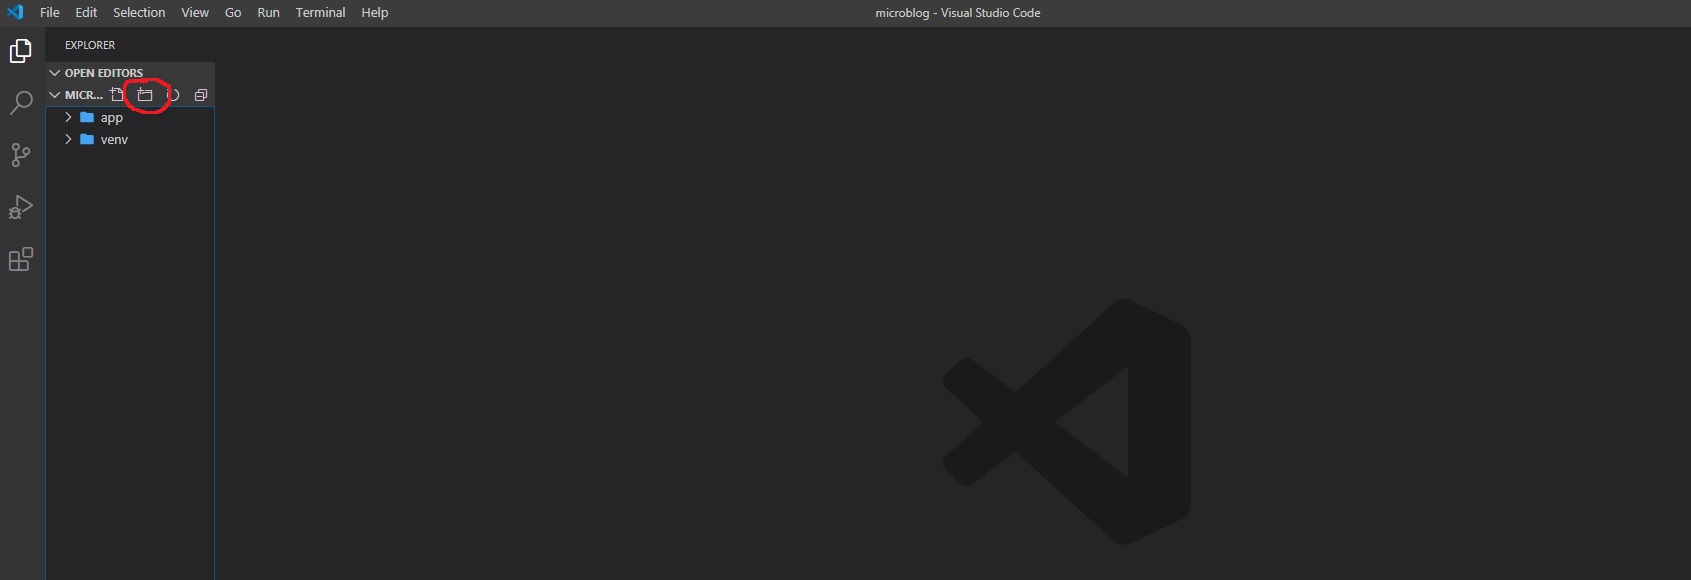 File Edit Selection View Go Run Terminal Help microblog - Visual Studio Code
EXPLORER
OPEN EDITORS
MICR...
app
venv